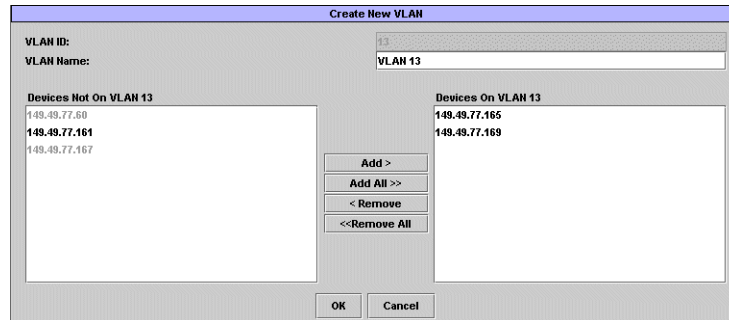 Create New VLAN
VLAN ID:
13
VLAN Name:
VLAN 13
Devices Not On VLAN 13
149.49.77.60
149.49.77.161
149.49.77.167
Add >
Add All >>
< Remove
<<Remove All
Devices On VLAN 13
149.49.77.165
149.49.77.169
OK
Cancel